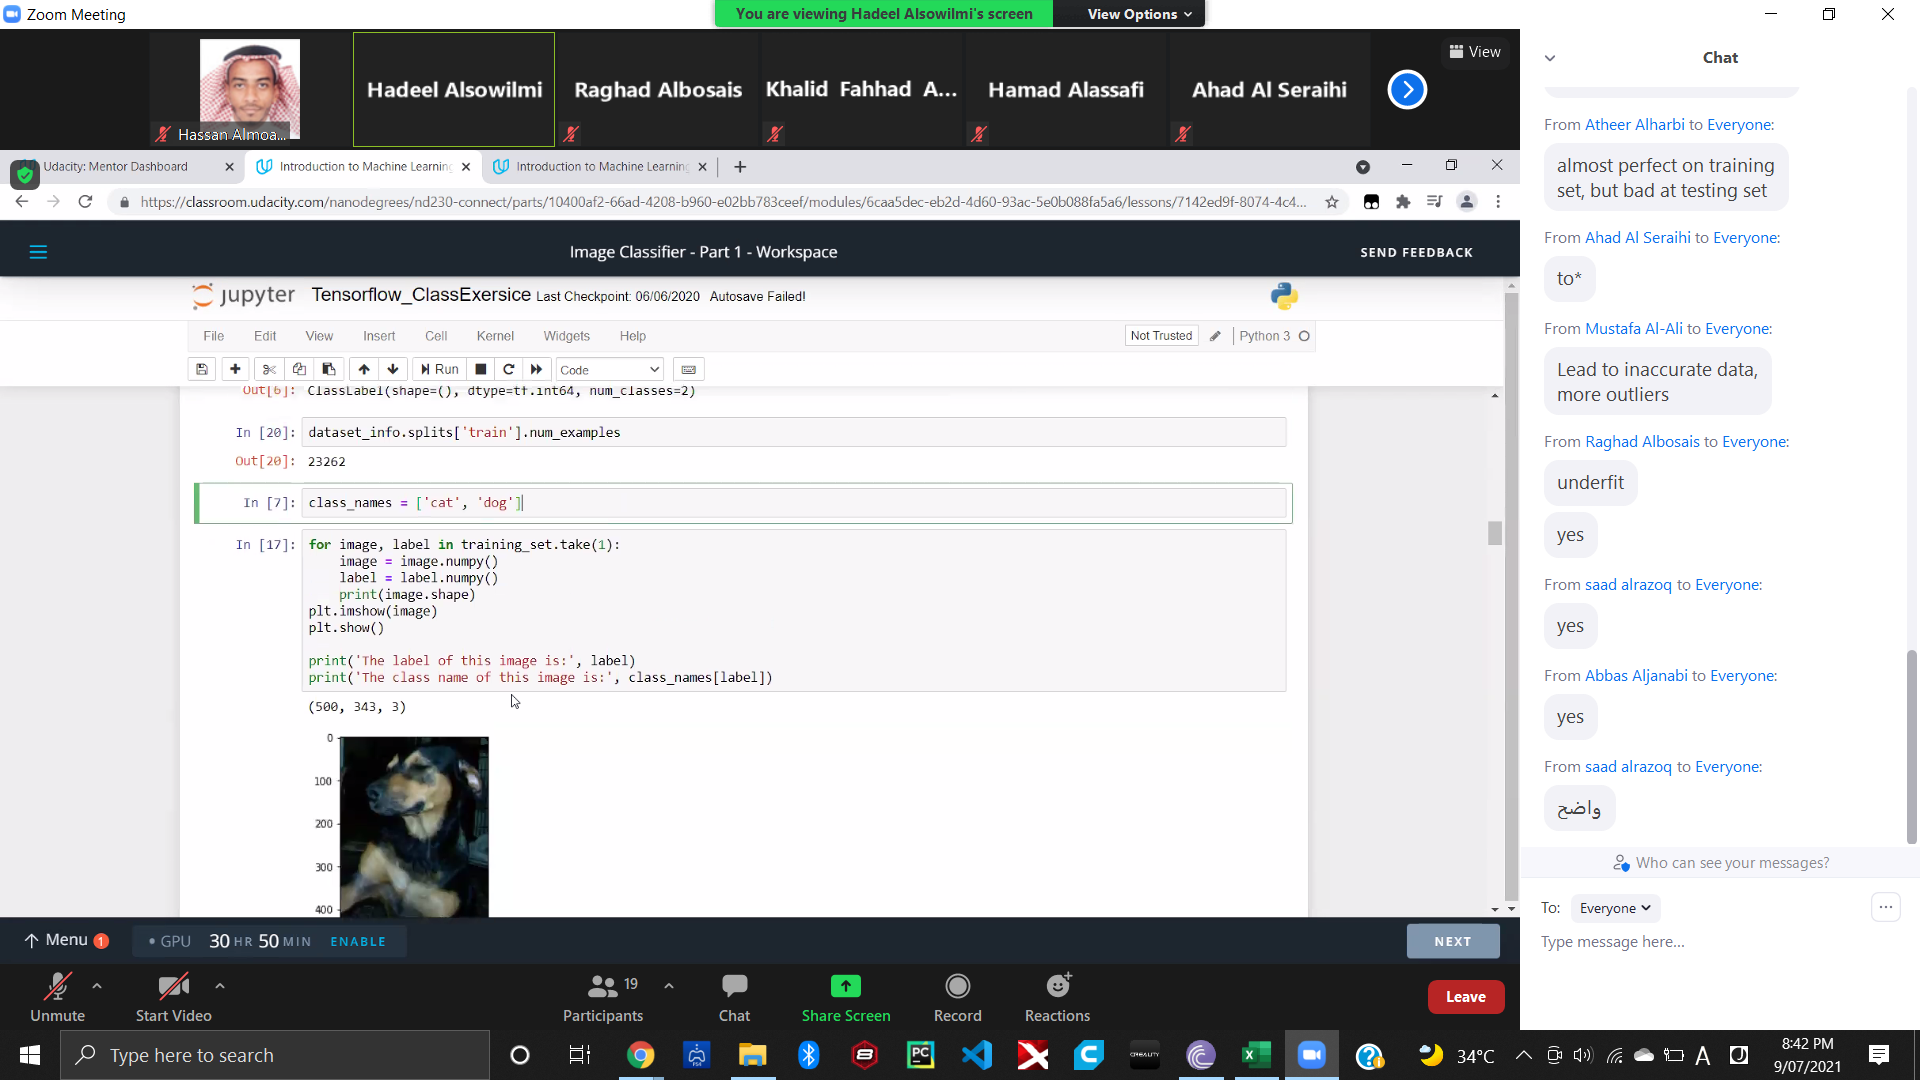 Zoom Meeting
You are viewing Hadeel Alsowilmi's screen
View Options
View
Hassan Almoa...
Hadeel Alsowilmi
Raghad Albosais
Khalid Fahhad A...
Hamad Alassafi
Ahad Al Seraihi
Udacity: Mentor Dashboard
Introduction to Machine Learning
Introduction to Machine Learning
https://classroom.udacity.com/nanodegrees/nd230-connect/parts/10400af2-66ad-4208-b960-e02bb783ceef/modules/6caa5dec-eb2d-4d60-93ac-5e0b088fa5a6/lessons/7142ed9f-8074-4c4...
Image Classifier - Part 1 - Workspace
SEND FEEDBACK
jupyter Tensorflow_ClassExersice Last Checkpoint: 06/06/2020 Autosave Failed!
File Edit View Insert Cell Kernel Widgets Help
Not Trusted
Python 3
Run
Code
Out[6]: ClassLabel(shape=(), dtype=tf.int64, num_classes=2)
In [20]: dataset_info.splits['train'].num_examples
Out[20]: 23262
In [7]: class_names = ['cat', 'dog']
In [17]: for image, label in training_set.take(1):
image = image.numpy()
label = label.numpy()
print(image.shape)
plt.imshow(image)
plt.show()
print('The label of this image is:', label)
print('The class name of this image is:', class_names[label])
(500, 343, 3)
0
100
200
300
400
Menu 1
GPU 30 HR 50 MIN ENABLE
NEXT
Unmute
Start Video
Participants
19
Chat
Share Screen
Record
Reactions
Leave
Chat
From Atheer Alharbi to Everyone:
almost perfect on training
set, but bad at testing set
From Ahad Al Seraihi to Everyone:
to*
From Mustafa Al-Ali to Everyone:
Lead to inaccurate data,
more outliers
From Raghad Albosais to Everyone:
underfit
yes
From saad alrazoq to Everyone:
yes
From Abbas Aljanabi to Everyone:
yes
From saad alrazoq to Everyone:
واضح
Who can see your messages?
To: Everyone
Type message here...
Type here to search
PC
CREALITY
34°C
A
8:42 PM
9/07/2021